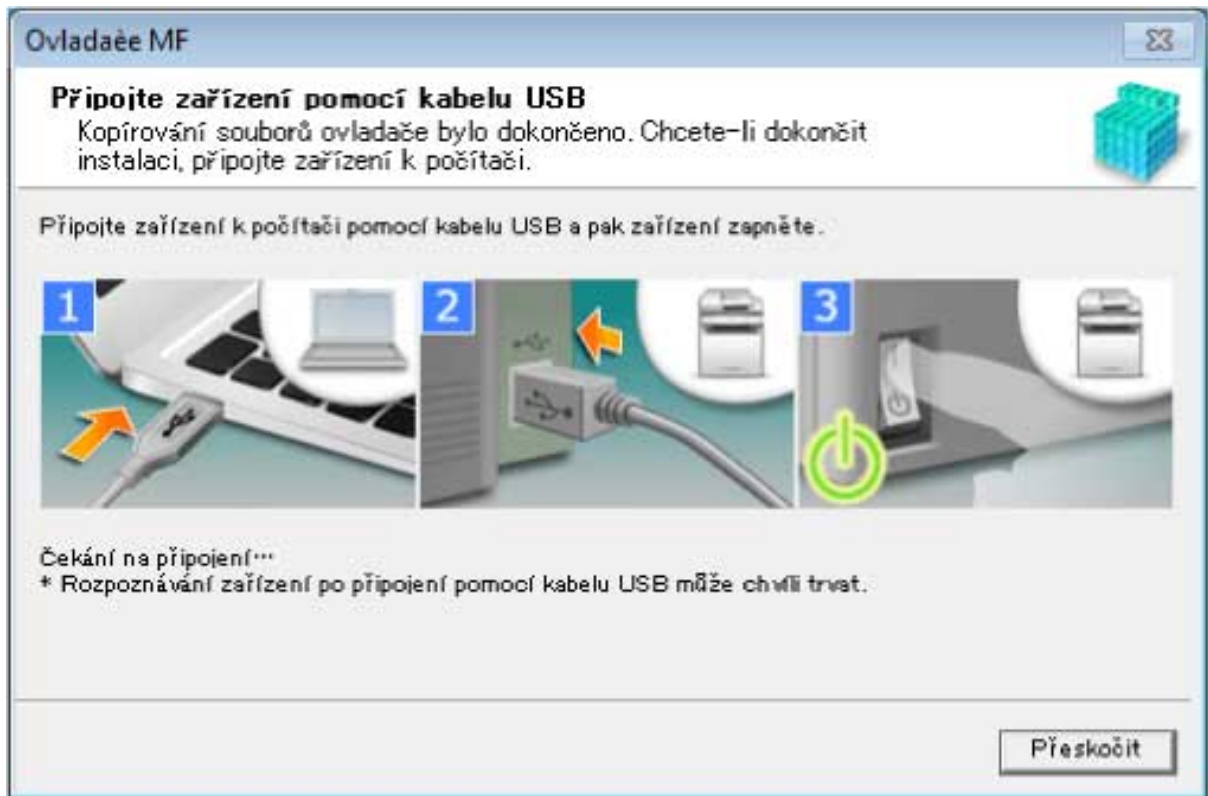 Ovladaèe MF
Připojte zařízení pomocí kabelu USB
Kopírování souborů ovladače bylo dokončeno. Chcete-li dokončit
instalaci, připojte zařízení k počítači.
Připojte zařízení k počítači pomocí kabelu USB a pak zařízení zapněte.
1
2
3
Čekání na připojení...
* Rozpoznávání zařízení po připojení pomocí kabelu USB může chvíli trvat.
Přeskočit